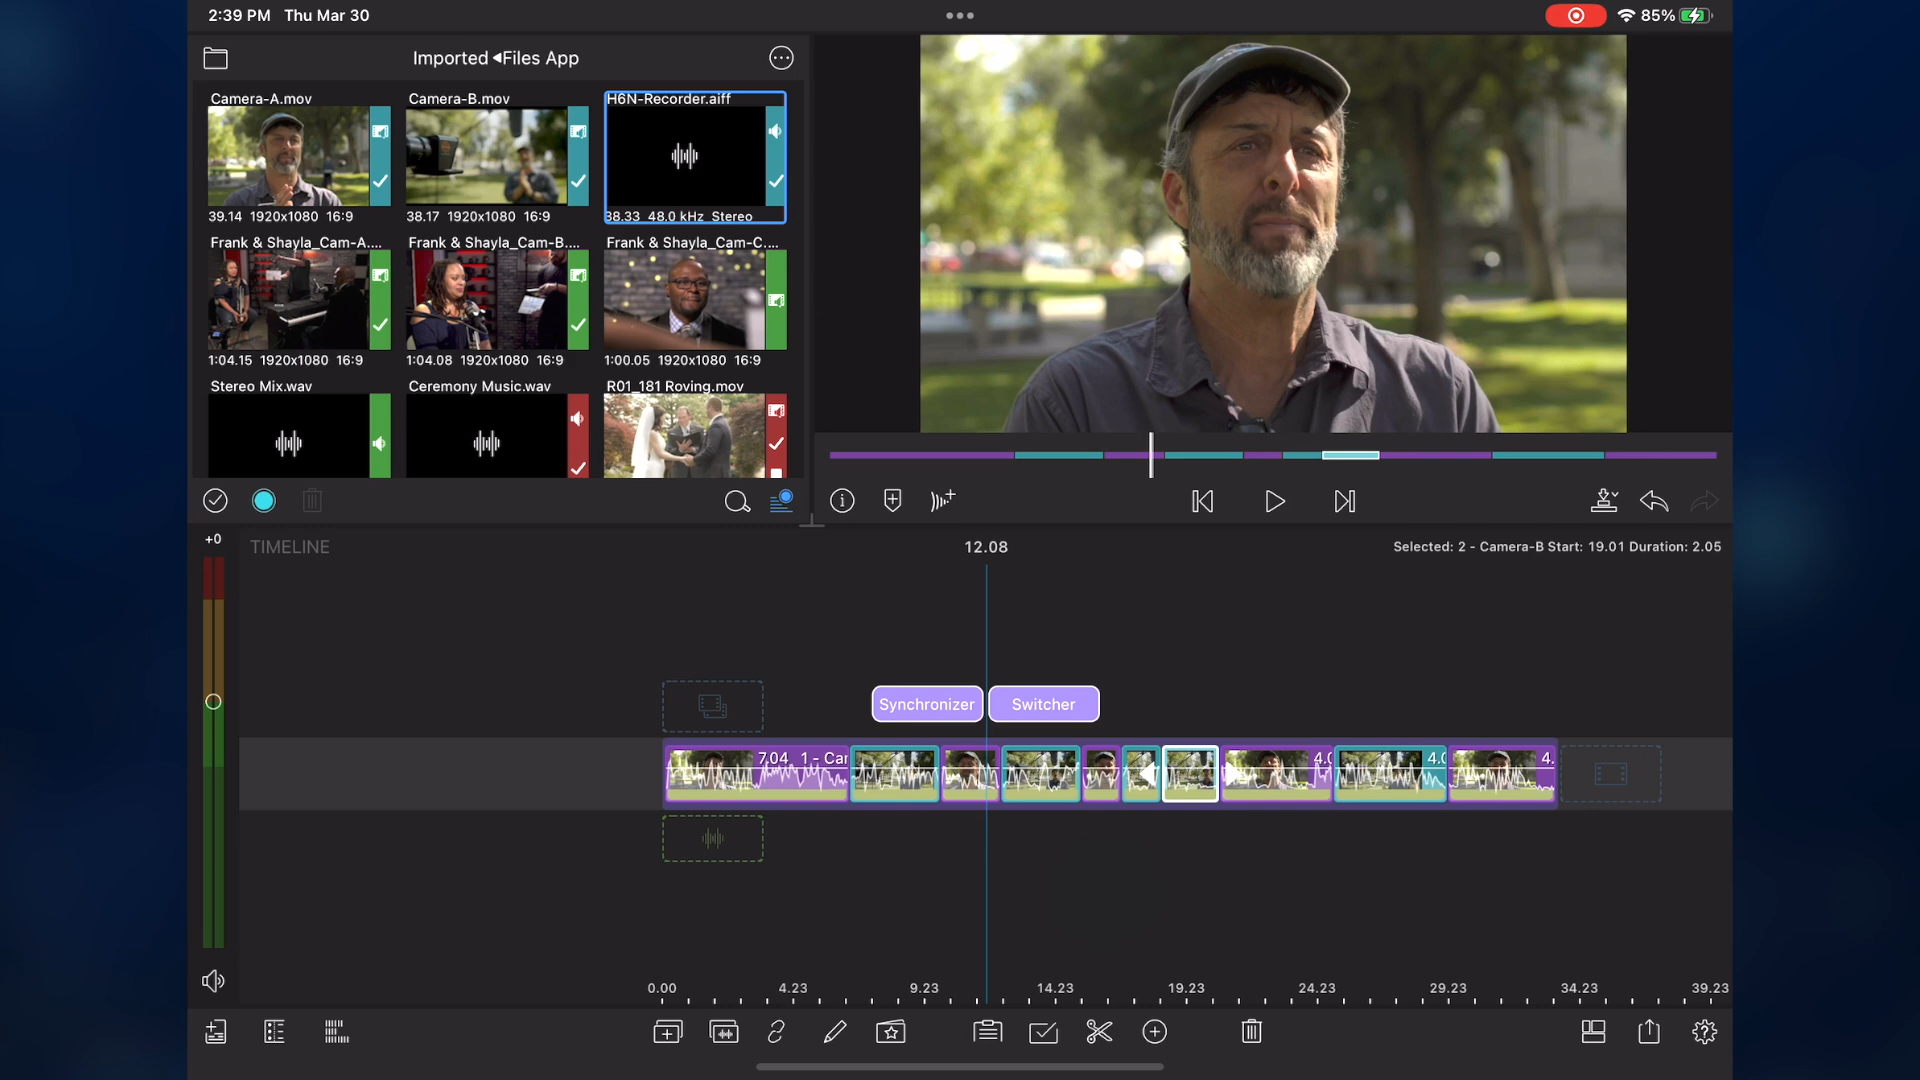 2:39 PM Thu Mar 30
85%
Imported ◂Files App
Camera-A.mov
Camera-B.mov
H6N-Recorder.aiff
39.14 1920x1080 16:9
38.17 1920x1080 16:9
38.33 48.0 kHz Stereo
Frank & Shayla_Cam-A....
Frank & Shayla_Cam-B....
Frank & Shayla_Cam-C....
1:04.15 1920x1080 16:9
1:04.08 1920x1080 16:9
1:00.05 1920x1080 16:9
Stereo Mix.wav
Ceremony Music.wav
R01_181 Roving.mov
+0
TIMELINE
12.08
Selected: 2 - Camera-B Start: 19.01 Duration: 2.05
Synchronizer
Switcher
7.04 1 - Car
4.0
4.0
4.
0.00 4.23 9.23 14.23 19.23 24.23 29.23 34.23 39.23